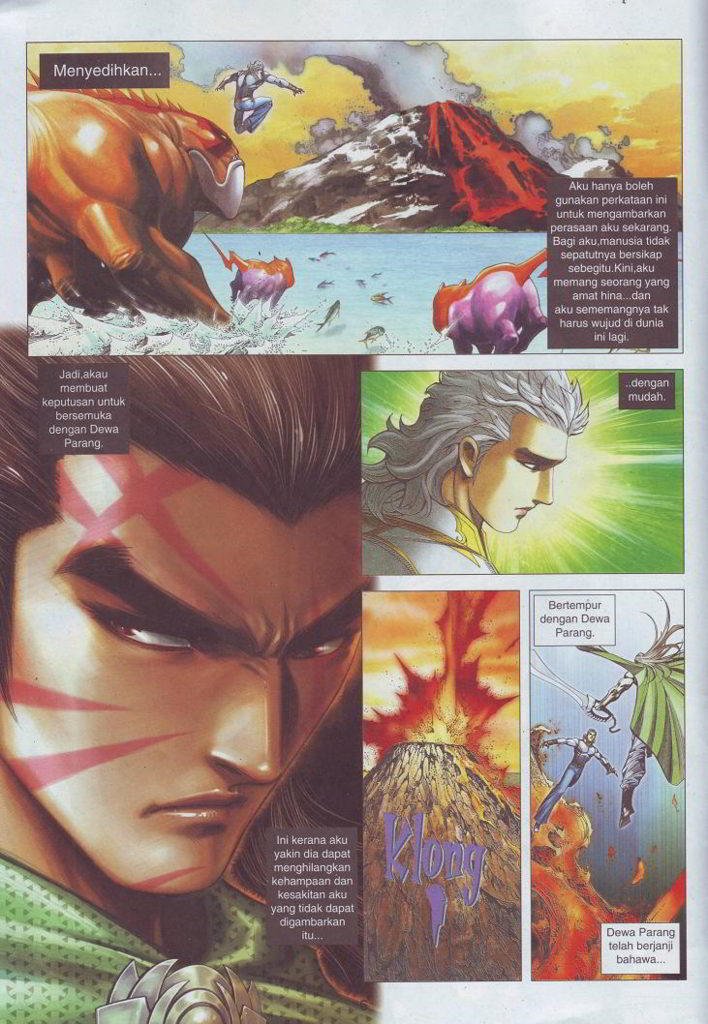 Menyedihkan...
Aku hanya boleh
gunakan perkataan ini
untuk mengambarkan
perasaan aku sekarang.
Bagi aku,manusia tidak
sepatutnya bersikap
sebegitu.Kini,aku
memang seorang yang
amat hina...dan
aku sememangnya tak
harus wujud di dunia
ini lagi.
Jadi,akau
membuat
keputusan untuk
bersemuka
dengan Dewa
Parang.
..dengan
mudah.
Ini kerana aku
yakin dia dapat
menghilangkan
kehampaan dan
kesakitan aku
yang tidak dapat
digambarkan
itu...
Klong
!
Bertempur
dengan Dewa
Parang.
Dewa Parang
telah berjanji
bahawa...